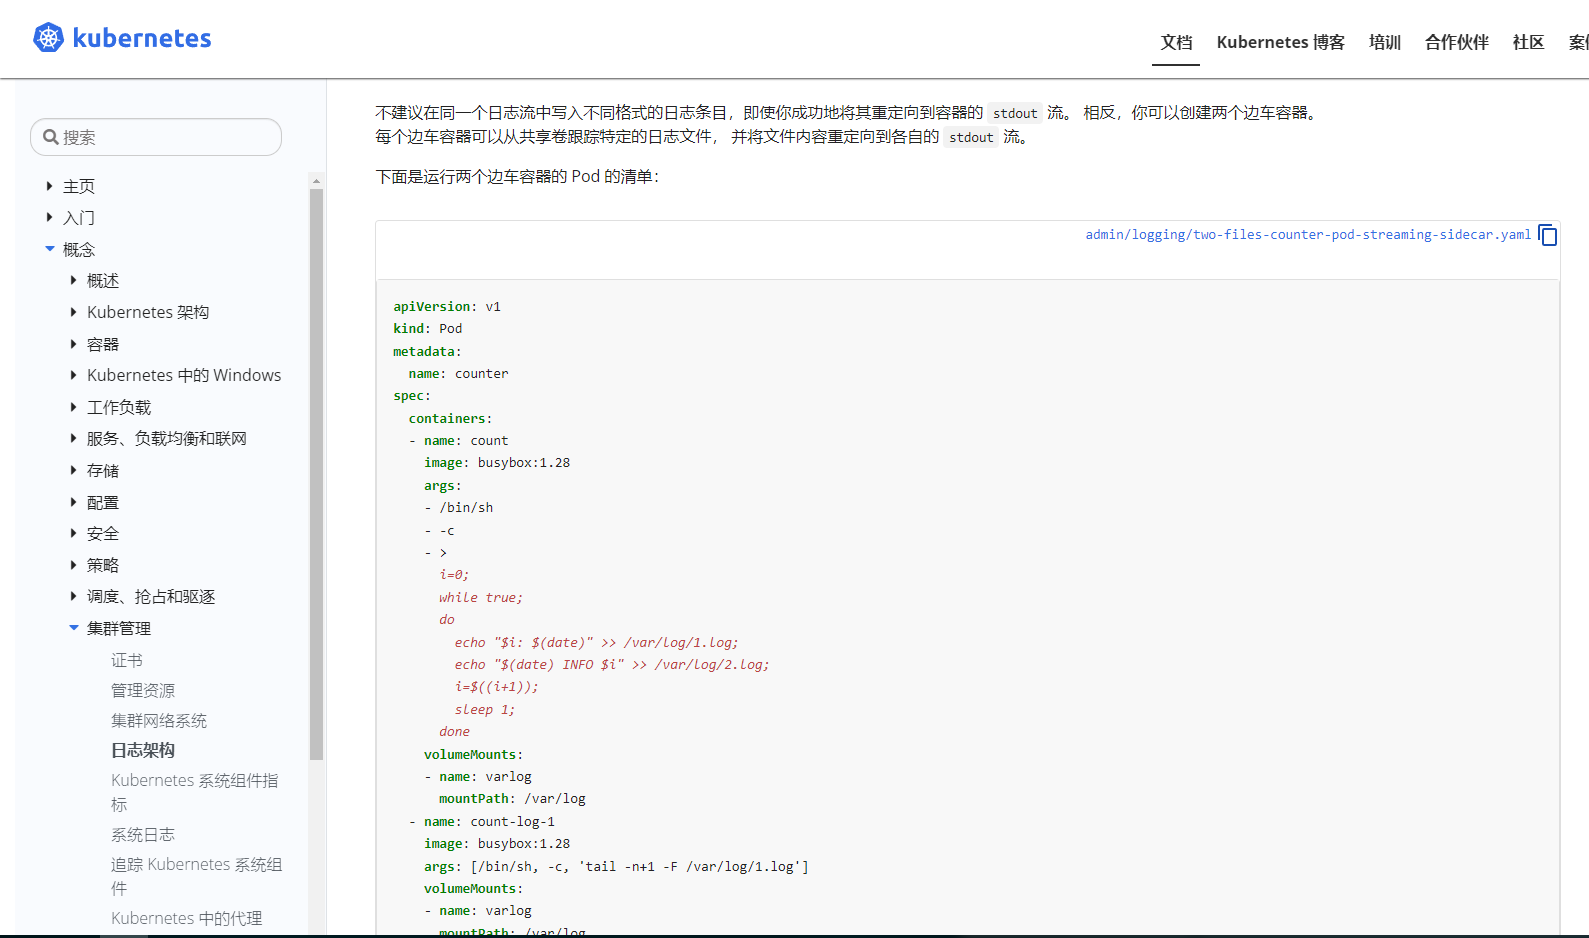 kubernetes
文档 Kubernetes 博客 培训 合作伙伴 社区
搜索
主页
入门
概念
概述
Kubernetes 架构
容器
Kubernetes 中的 Windows
工作负载
服务、负载均衡和联网
存储
配置
安全
策略
调度、抢占和驱逐
集群管理
证书
管理资源
集群网络系统
日志架构
Kubernetes 系统组件指
标
系统日志
追踪 Kubernetes 系统组
件
Kubernetes 中的代理
不建议在同一个日志流中写入不同格式的日志条目，即使你成功地将其重定向到容器的 stdout 流。 相反，你可以创建两个边车容器。
每个边车容器可以从共享卷跟踪特定的日志文件， 并将文件内容重定向到各自的 stdout 流。
下面是运行两个边车容器的 Pod 的清单：
admin/logging/two-files-counter-pod-streaming-sidecar.yaml
apiVersion: v1
kind: Pod
metadata:
  name: counter
spec:
  containers:
  - name: count
    image: busybox:1.28
    args:
    - /bin/sh
    - -c
    - >
      i=0;
      while true;
      do
        echo "$i: $(date)" >> /var/log/1.log;
        echo "$(date) INFO $i" >> /var/log/2.log;
        i=$((i+1));
        sleep 1;
      done
    volumeMounts:
    - name: varlog
      mountPath: /var/log
  - name: count-log-1
    image: busybox:1.28
    args: [/bin/sh, -c, 'tail -n+1 -F /var/log/1.log']
    volumeMounts:
    - name: varlog
      mountPath: /var/log